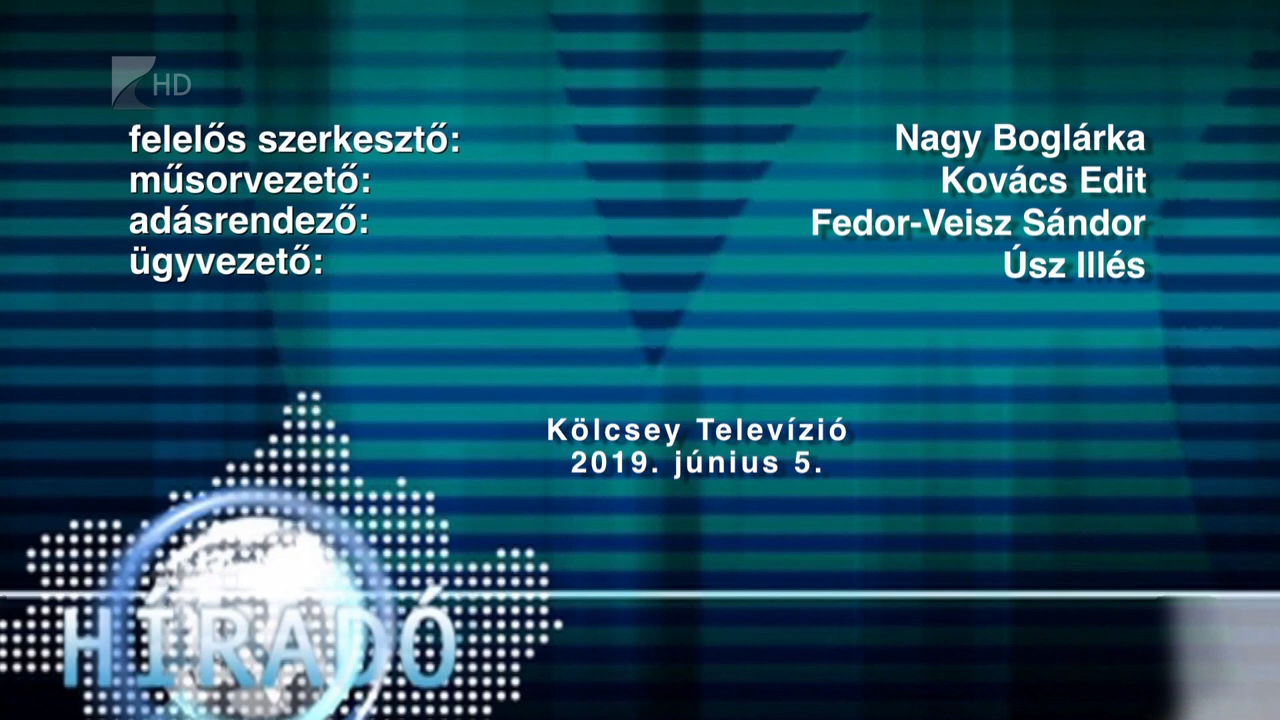 HD
felelős szerkesztő: Nagy Boglárka
műsorvezető: Kovács Edit
adásrendező: Fedor-Veisz Sándor
ügyvezető: Úsz Illés
Kölcsey Televízió
2019. június 5.
HÍRADÓ